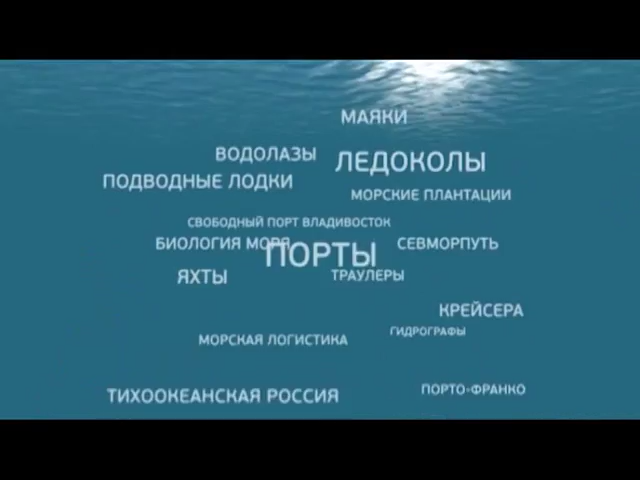 МАЯКИ
ВОДОЛАЗЫ
ЛЕДОКОЛЫ
ПОДВОДНЫЕ ЛОДКИ
МОРСКИЕ ПЛАНТАЦИИ
СВОБОДНЫЙ ПОРТ ВЛАДИВОСТОК
БИОЛОГИЯ МОРЯ
ПОРТЫ
СЕВМОРПУТЬ
ЯХТЫ
ТРАУЛЕРЫ
КРЕЙСЕРА
ГИДРОГРАФЫ
МОРСКАЯ ЛОГИСТИКА
ТИХООКЕАНСКАЯ РОССИЯ
ПОРТО-ФРАНКО